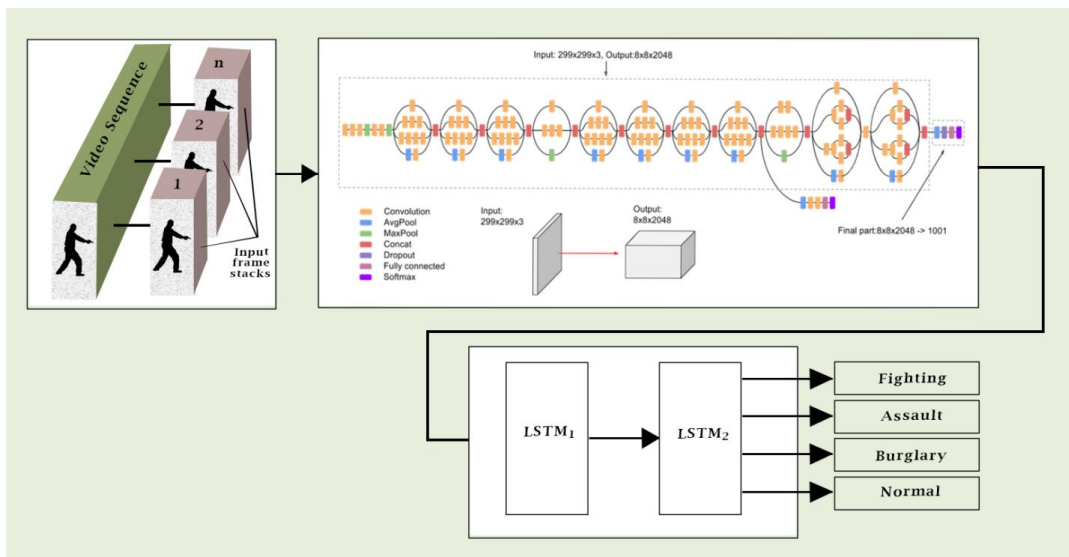 Video Sequence
n
2
1
Input
frame
stacks
Input: 299x299x3, Output:8x8x2048
Convolution
AvgPool
MaxPool
Concat
Dropout
Fully connected
Softmax
Input:
299x299x3
Output:
8x8x2048
Final part:8x8x2048 -> 1001
LSTM1
LSTM2
Fighting
Assault
Burglary
Normal